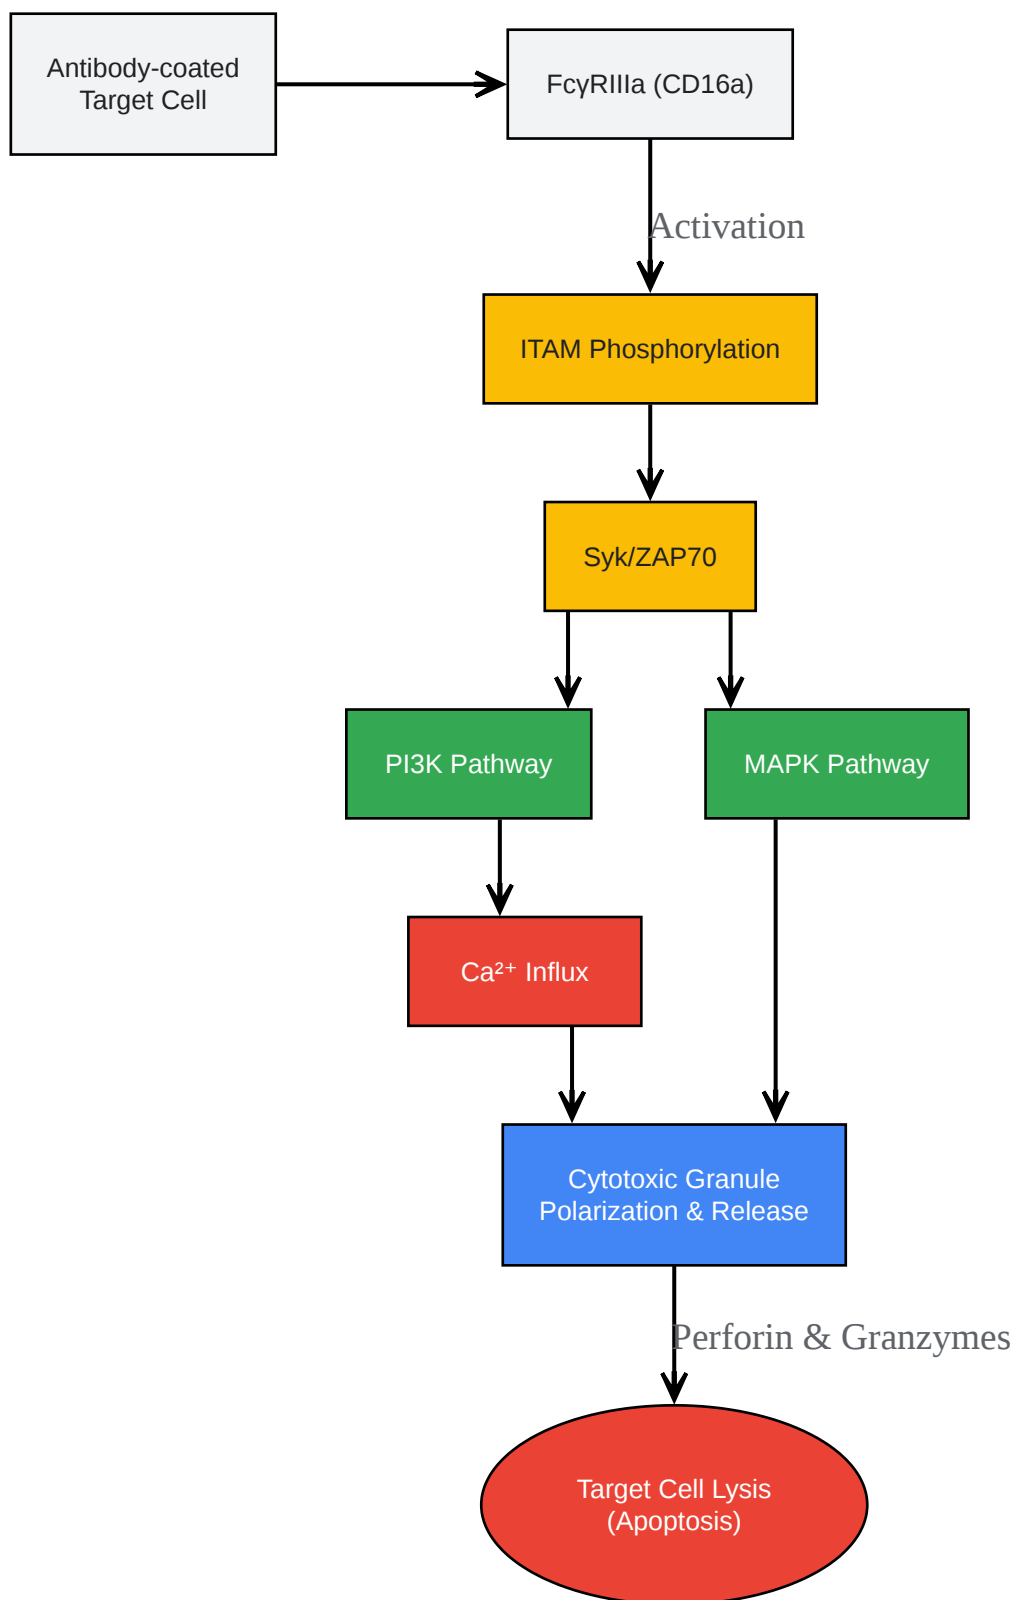 Antibody-coated
Target Cell
FcγRIIIa (CD16a)
Activation
ITAM Phosphorylation
Syk/ZAP70
PI3K Pathway
MAPK Pathway
Ca²⁺ Influx
Cytotoxic Granule
Polarization & Release
Perforin & Granzymes
Target Cell Lysis
(Apoptosis)